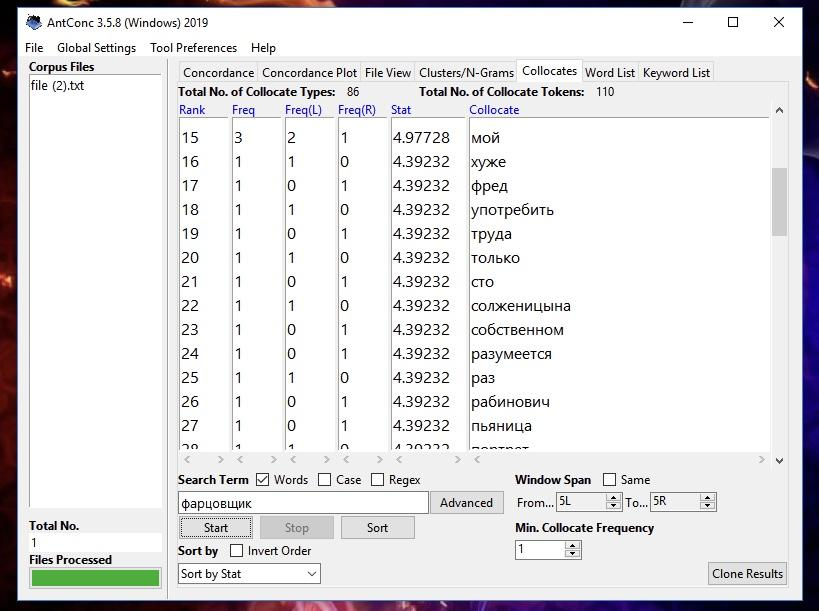 AntConc 3.5.8 (Windows) 2019
File Global Settings Tool Preferences Help
Corpus Files
file (2).txt
Concordance Concordance Plot File View Clusters/N-Grams Collocates Word List Keyword List
Total No. of Collocate Types: 86 Total No. of Collocate Tokens: 110
Rank Freq Freq(L) Freq(R) Stat Collocate
15 3 2 1 4.97728 мой
16 1 1 0 4.39232 хуже
17 1 0 1 4.39232 фред
18 1 1 0 4.39232 употребить
19 1 0 1 4.39232 труда
20 1 1 0 4.39232 только
21 1 0 1 4.39232 сто
22 1 1 0 4.39232 солженицына
23 1 0 1 4.39232 собственном
24 1 0 1 4.39232 разумеется
25 1 1 0 4.39232 раз
26 1 0 1 4.39232 рабинович
27 1 0 1 4.39232 пьяница
Search Term Words Case Regex Window Span Same
фарцовщик Advanced From... 5L To... 5R
Start Stop Sort Min. Collocate Frequency
Total No.
1
Sort by Invert Order 1
Files Processed
Sort by Stat Clone Results